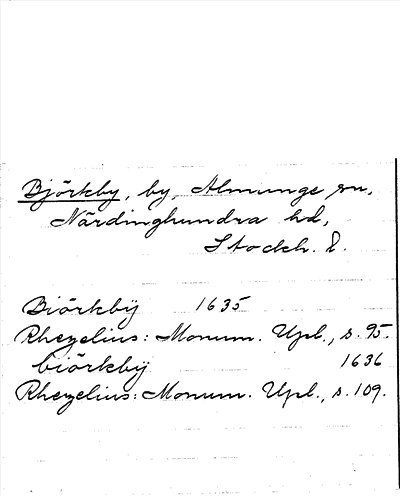 Björkby, by, Almunge sn,
Närdinghundra hd,
Stockh. l.
Biörkbÿ 1635
Rhezelius: Monum. Upl., s. 95.
biörkbÿ 1636
Rhezelius: Monum. Upl., s. 109.